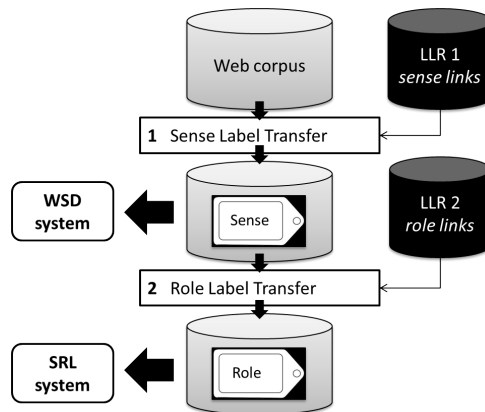 Web corpus
LLR 1
sense links
1 Sense Label Transfer
WSD
system
Sense
LLR 2
role links
2 Role Label Transfer
SRL
system
Role